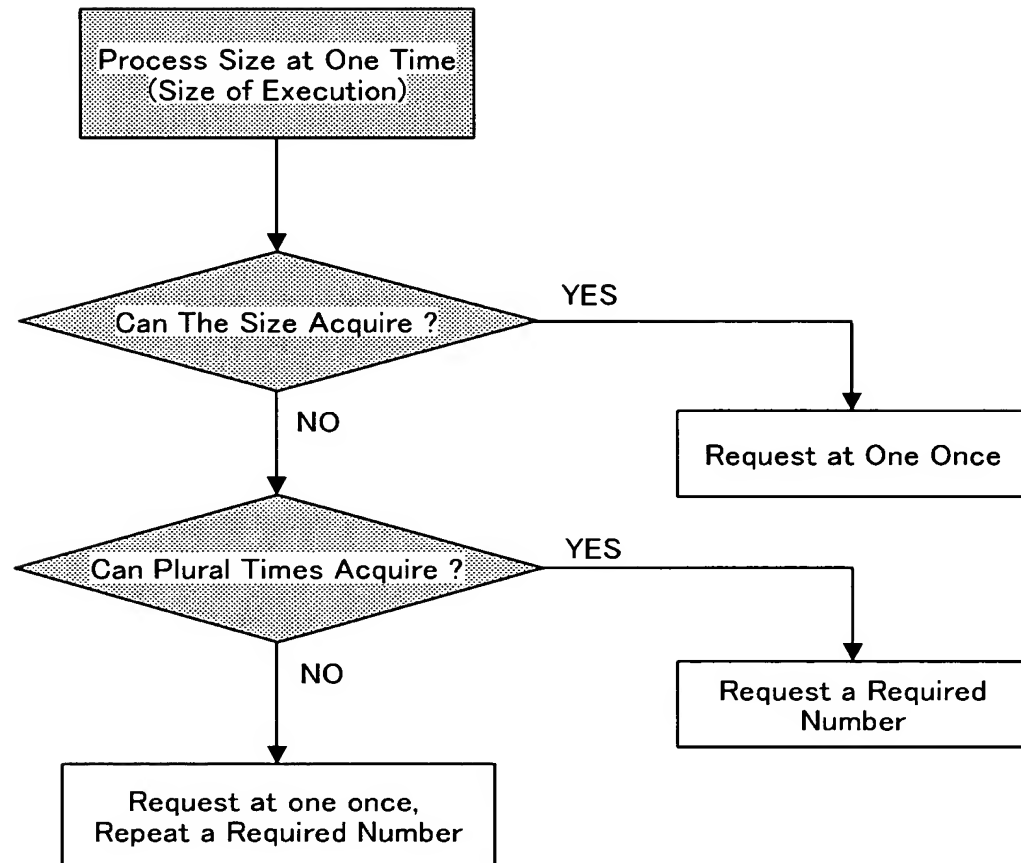 Process Size at One Time
(Size of Execution)
Can The Size Acquire ?
YES
NO
Request at One Once
Can Plural Times Acquire ?
YES
NO
Request a Required
Number
Request at one once,
Repeat a Required Number